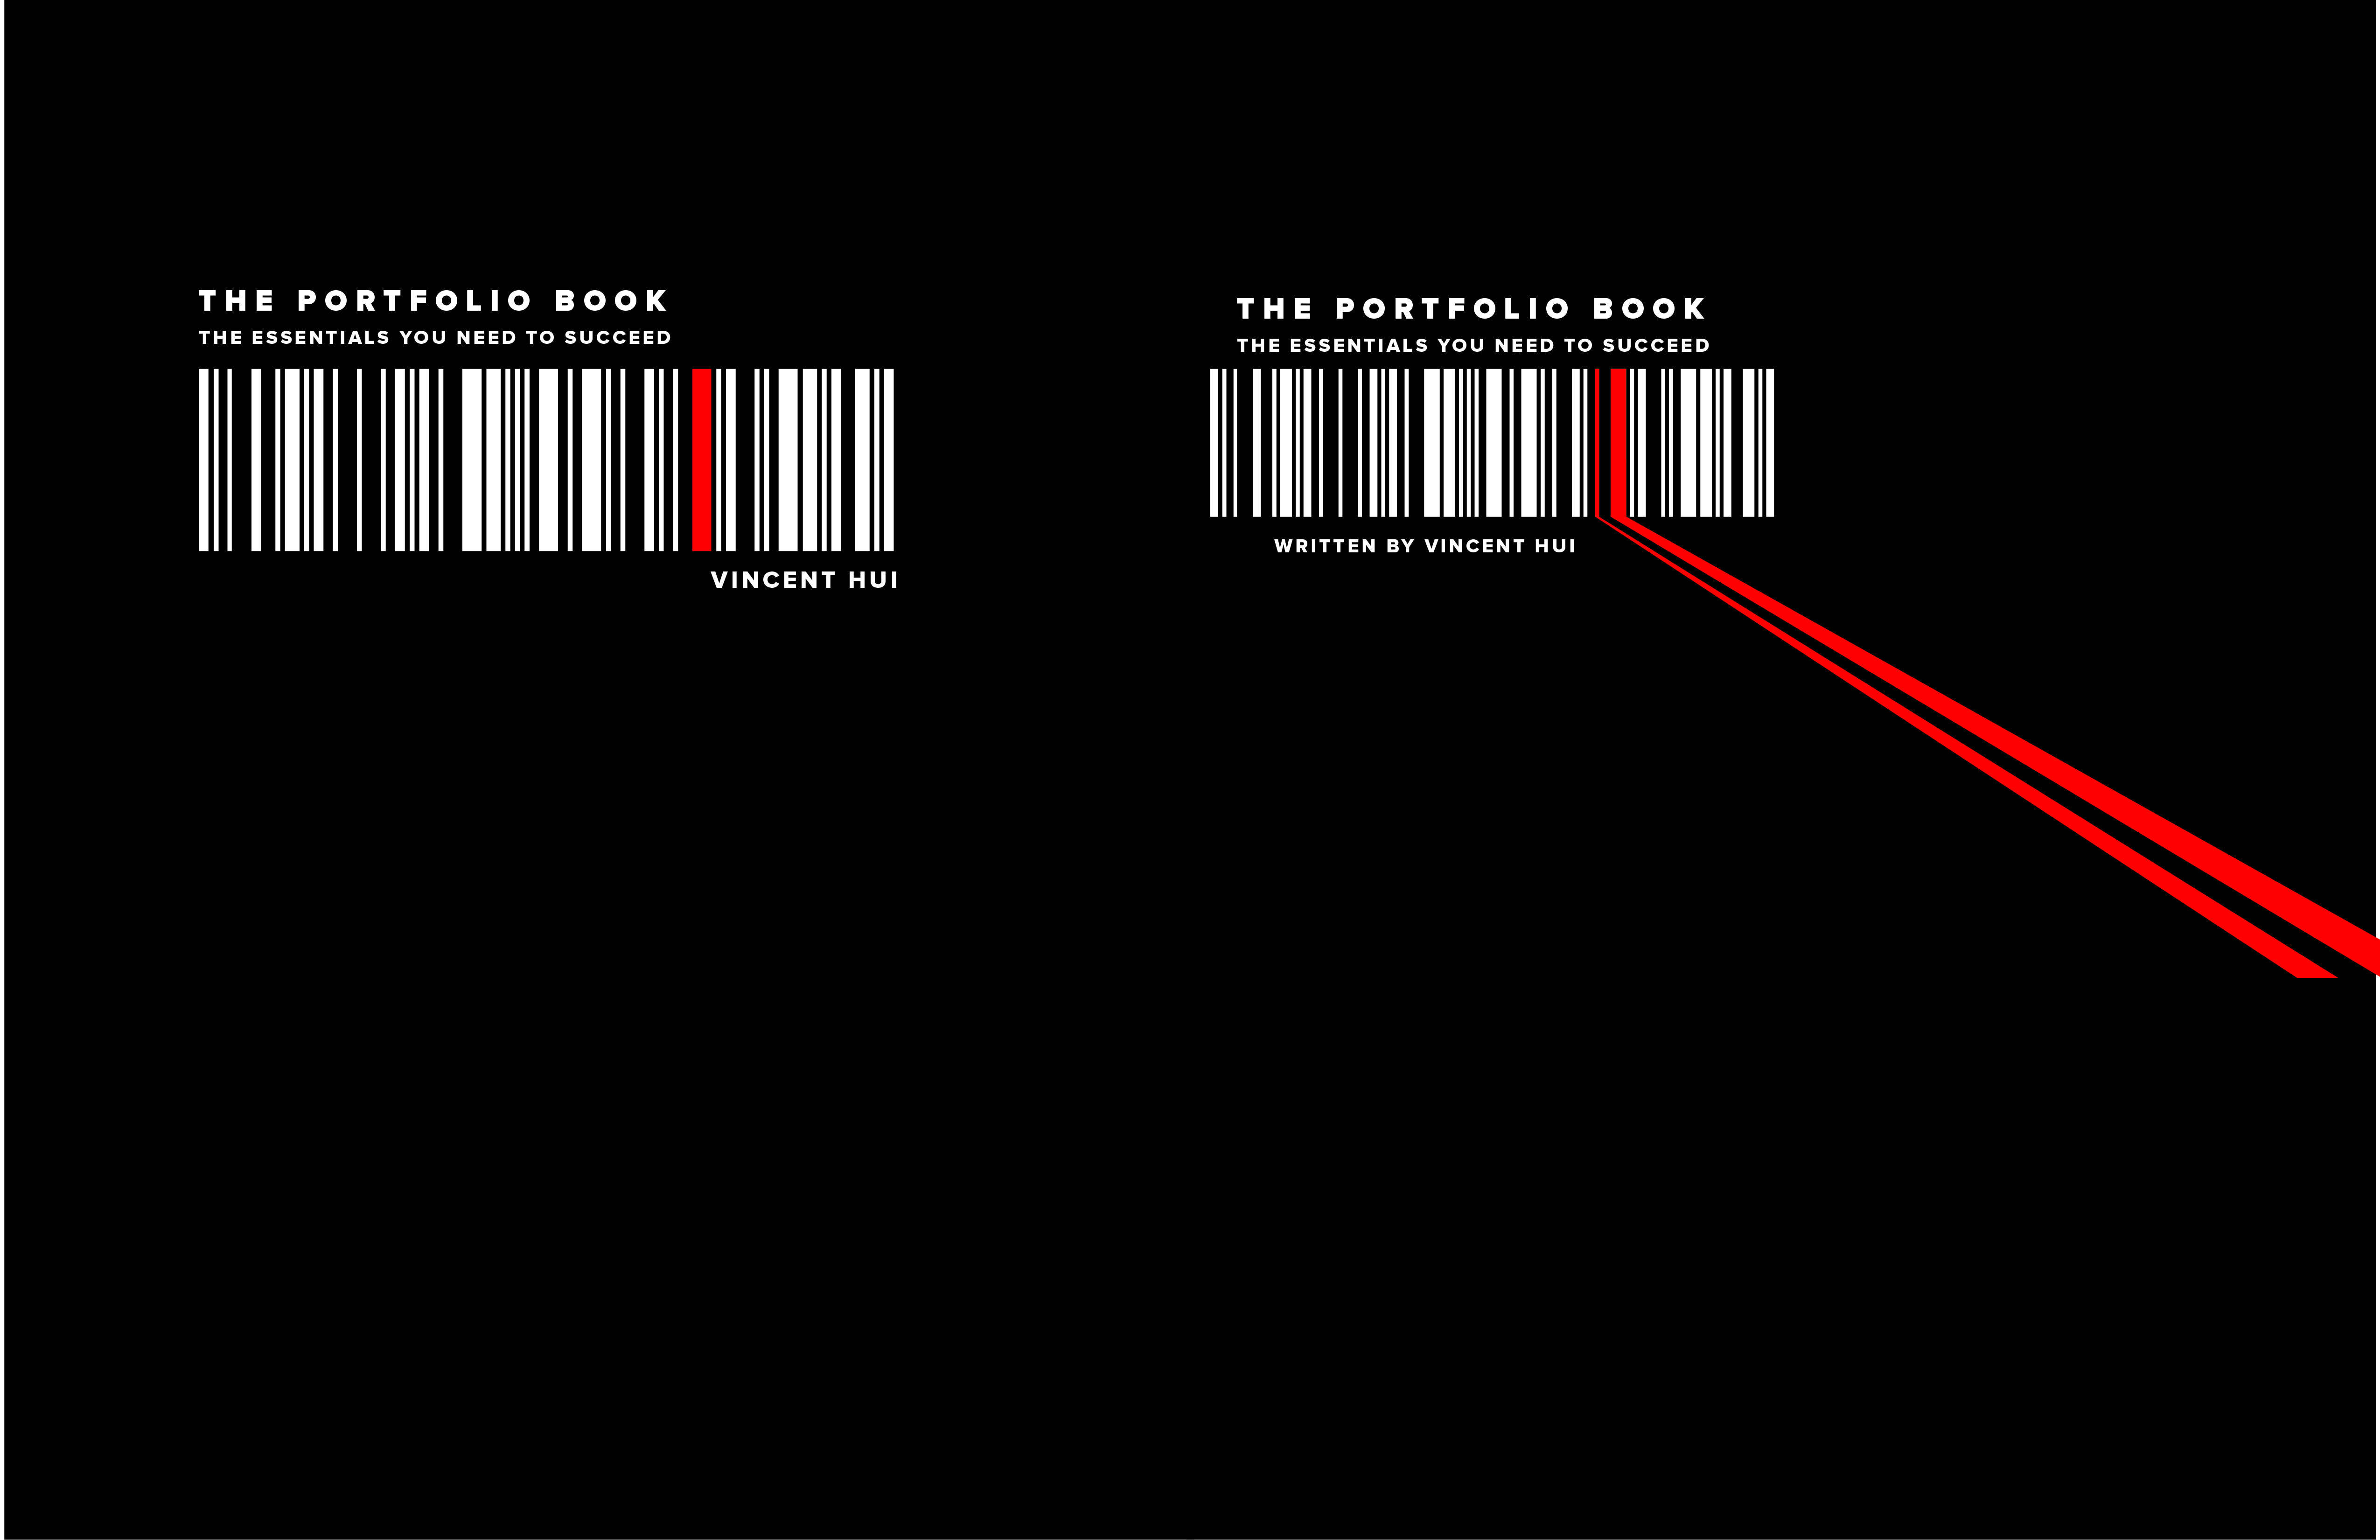 THE PORTFOLIO BOOK
THE ESSENTIALS YOU NEED TO SUCCEED
VINCENT HUI
THE PORTFOLIO BOOK
THE ESSENTIALS YOU NEED TO SUCCEED
WRITTEN BY VINCENT HUI